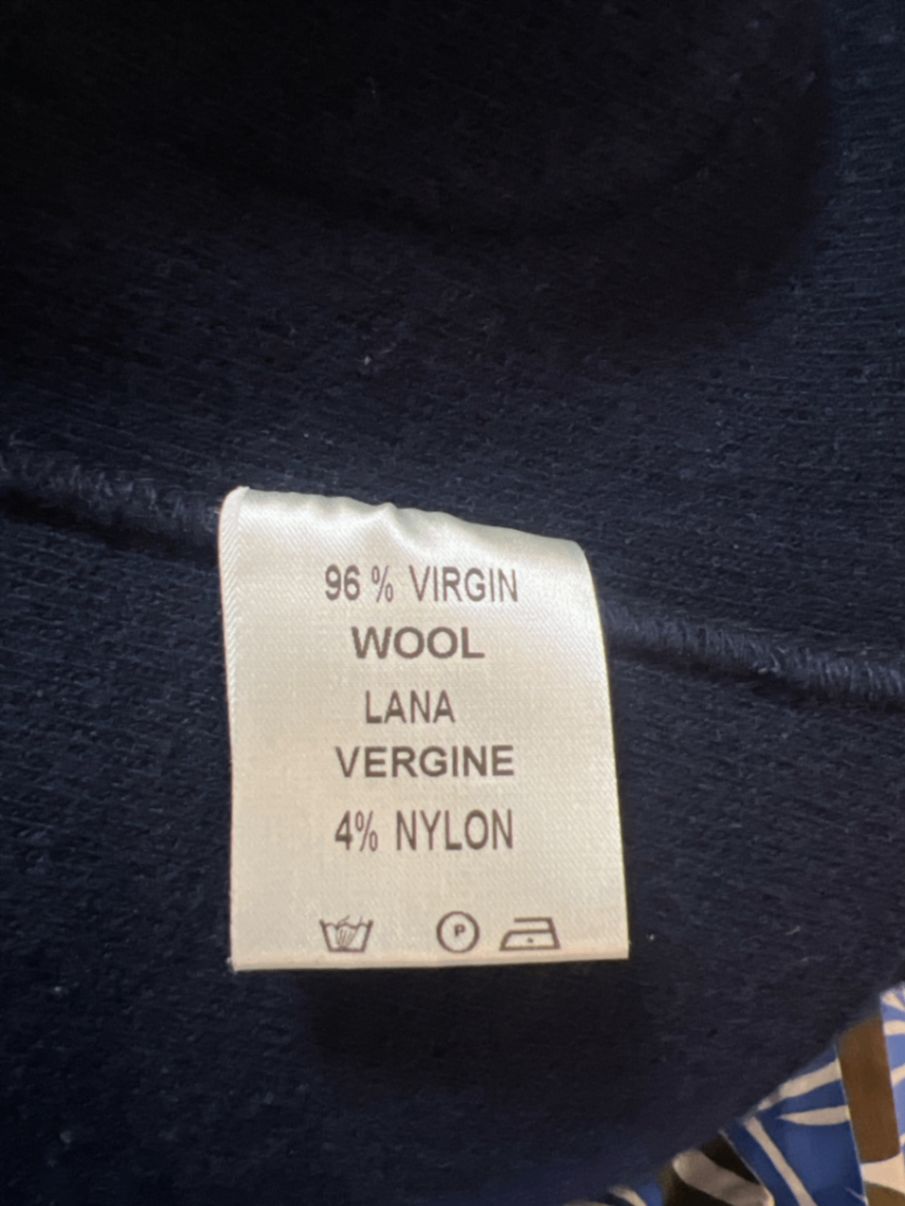 96 % VIRGIN
WOOL
LANA
VERGINE
4% NYLON
P